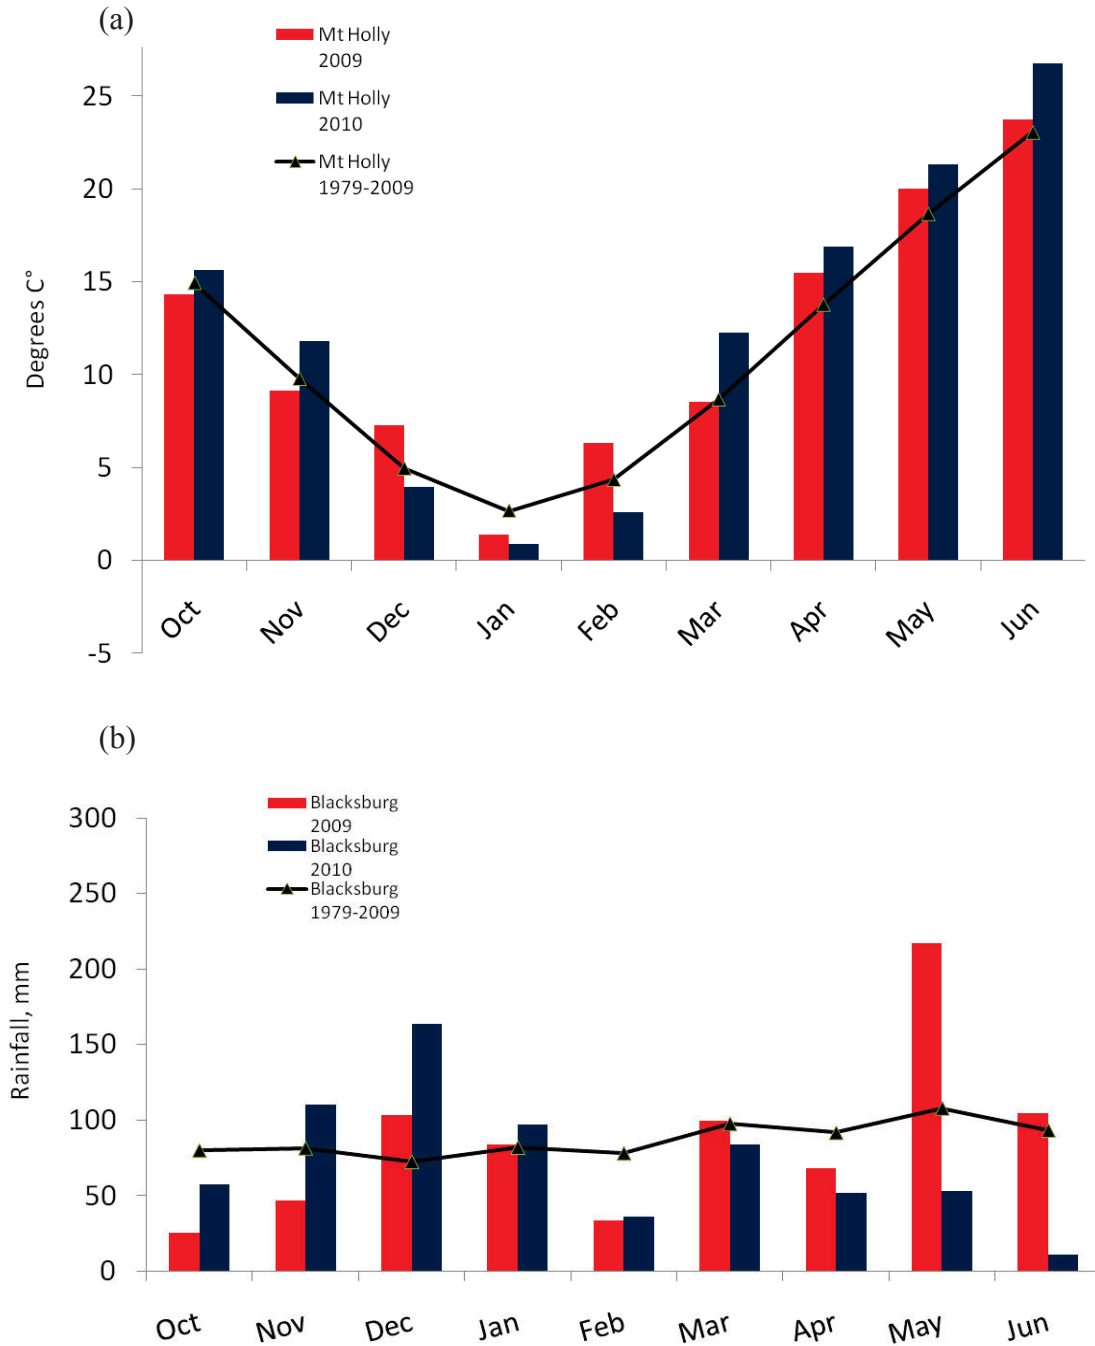 (a)
Mt Holly
2009
Mt Holly
2010
Mt Holly
1979-2009
Degrees C°
25
20
15
10
5
0
-5
Oct Nov Dec Jan Feb Mar Apr May Jun
(b)
Blacksburg
2009
Blacksburg
2010
Blacksburg
1979-2009
Rainfall, mm
300
250
200
150
100
50
0
Oct Nov Dec Jan Feb Mar Apr May Jun